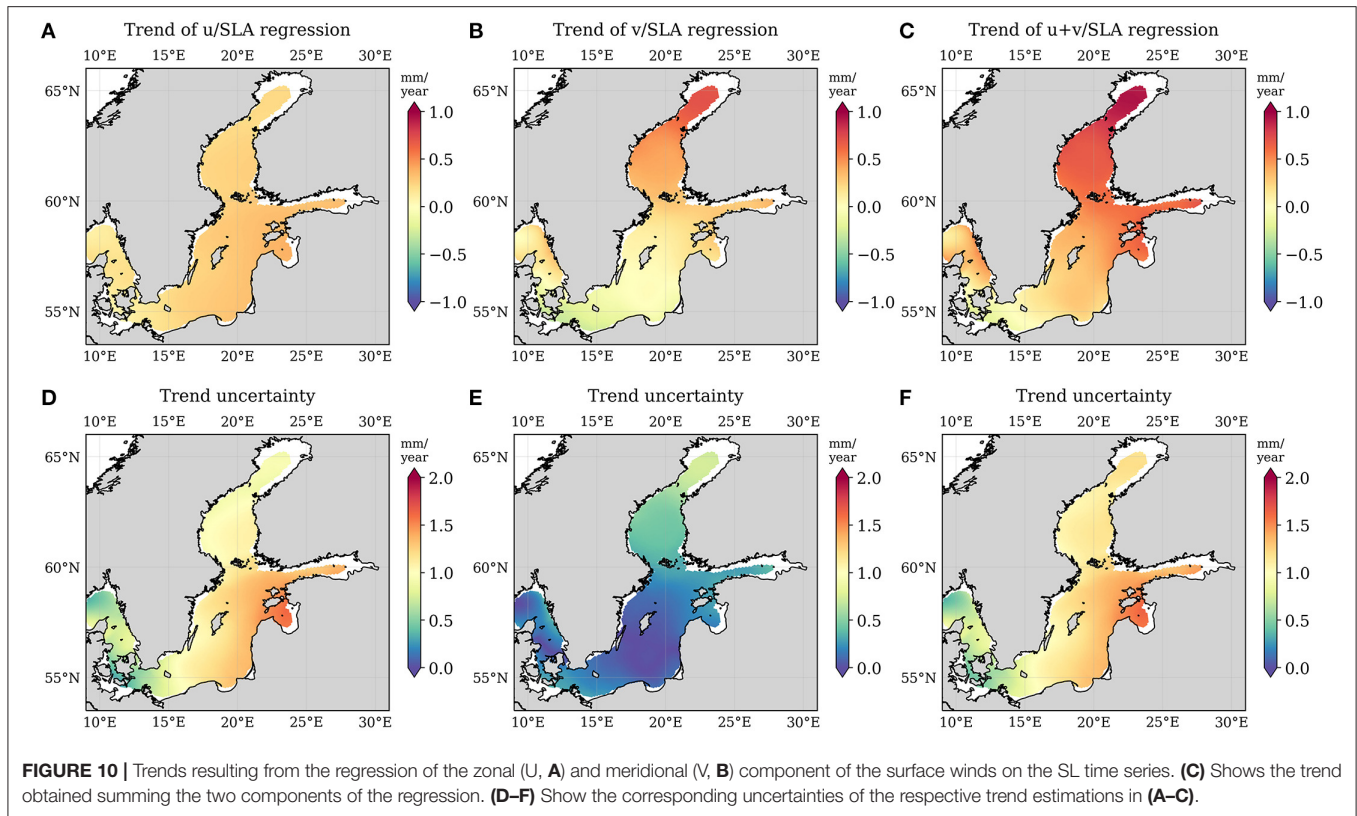 A
Trend of u/SLA regression
10°E 15°E 20°E 25°E 30°E
mm/
year
65°N
60°N
55°N
1.0
0.5
0.0
−0.5
−1.0
10°E 15°E 20°E 25°E 30°E
B
Trend of v/SLA regression
10°E 15°E 20°E 25°E 30°E
mm/
year
65°N
60°N
55°N
1.0
0.5
0.0
−0.5
−1.0
10°E 15°E 20°E 25°E 30°E
C
Trend of u+v/SLA regression
10°E 15°E 20°E 25°E 30°E
mm/
year
65°N
60°N
55°N
1.0
0.5
0.0
−0.5
−1.0
10°E 15°E 20°E 25°E 30°E
D
Trend uncertainty
10°E 15°E 20°E 25°E 30°E
mm/
year
65°N
60°N
55°N
2.0
1.5
1.0
0.5
0.0
10°E 15°E 20°E 25°E 30°E
E
Trend uncertainty
10°E 15°E 20°E 25°E 30°E
mm/
year
65°N
60°N
55°N
2.0
1.5
1.0
0.5
0.0
10°E 15°E 20°E 25°E 30°E
F
Trend uncertainty
10°E 15°E 20°E 25°E 30°E
mm/
year
65°N
60°N
55°N
2.0
1.5
1.0
0.5
0.0
10°E 15°E 20°E 25°E 30°E
FIGURE 10 | Trends resulting from the regression of the zonal (U, A) and meridional (V, B) component of the surface winds on the SL time series. (C) Shows the trend
obtained summing the two components of the regression. (D–F) Show the corresponding uncertainties of the respective trend estimations in (A–C).